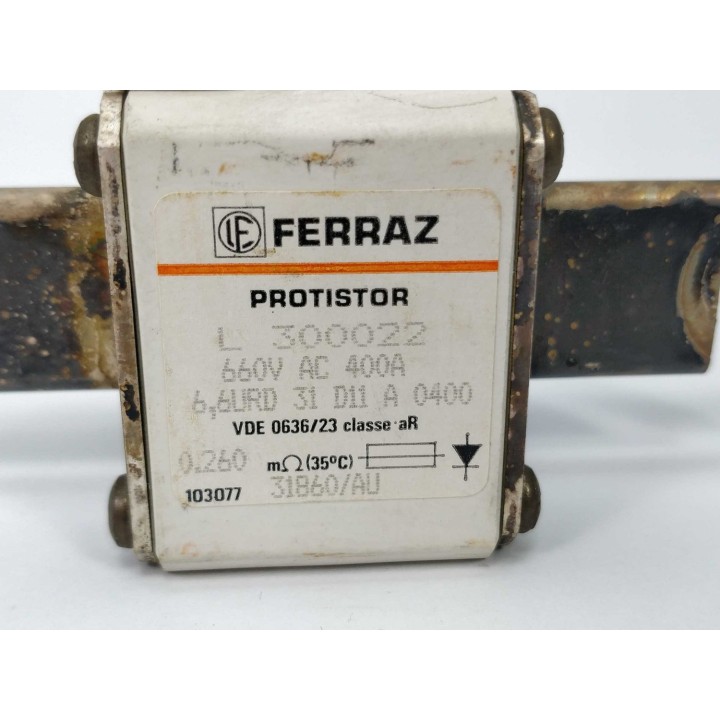 FERRAZ
PROTISTOR
L 300022
660V AC 400A
6,6URD 31 D11 A 0400
VDE 0636/23 classe aR
0.260 mΩ (35ºC)
103077 31860/AU